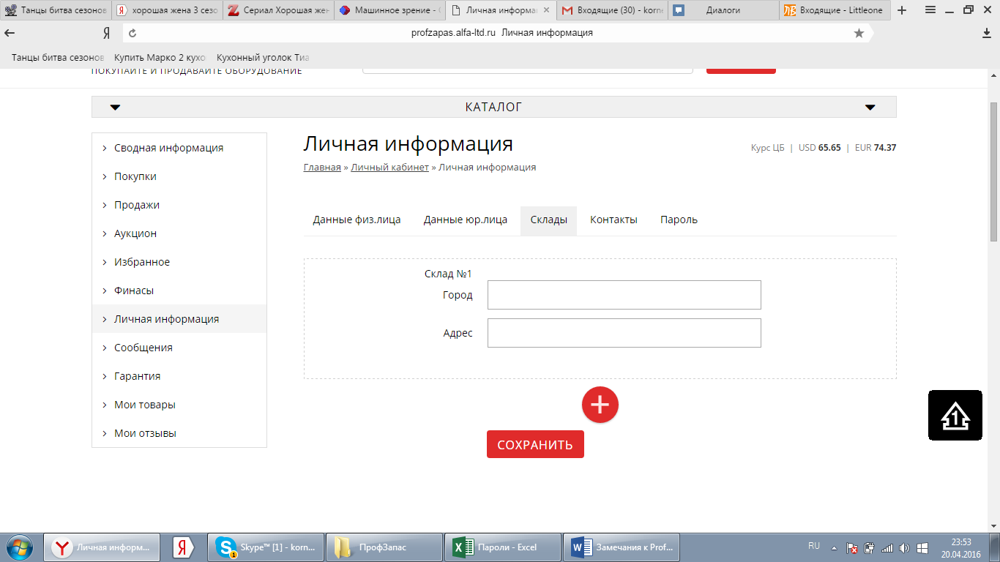 Танцы битва сезонов
хорошая жена 3 сезо
Сериал Хорошая жен
Машинное зрение - С
Личная информа
Входящие (30) - korne
Диалоги
Входящие - Littleone
profzapas.alfa-ltd.ru Личная информация
Танцы битва сезонов
Купить Марко 2 кухо
Кухонный уголок Тиа
ПОКУПАЙТЕ И ПРОДАВАЙТЕ ОБОРУДОВАНИЕ
КАТАЛОГ
Сводная информация
Покупки
Продажи
Аукцион
Избранное
Финасы
Личная информация
Сообщения
Гарантия
Мои товары
Мои отзывы
Личная информация
Курс ЦБ | USD 65.65 | EUR 74.37
Главная » Личный кабинет » Личная информация
Данные физ.лица
Данные юр.лица
Склады
Контакты
Пароль
Склад №1
Город
Адрес
+
СОХРАНИТЬ
1
Личная информ...
Skype™ [1] - korn...
ПрофЗапас
Пароли - Excel
Замечания к Prof...
RU
23:53
20.04.2016